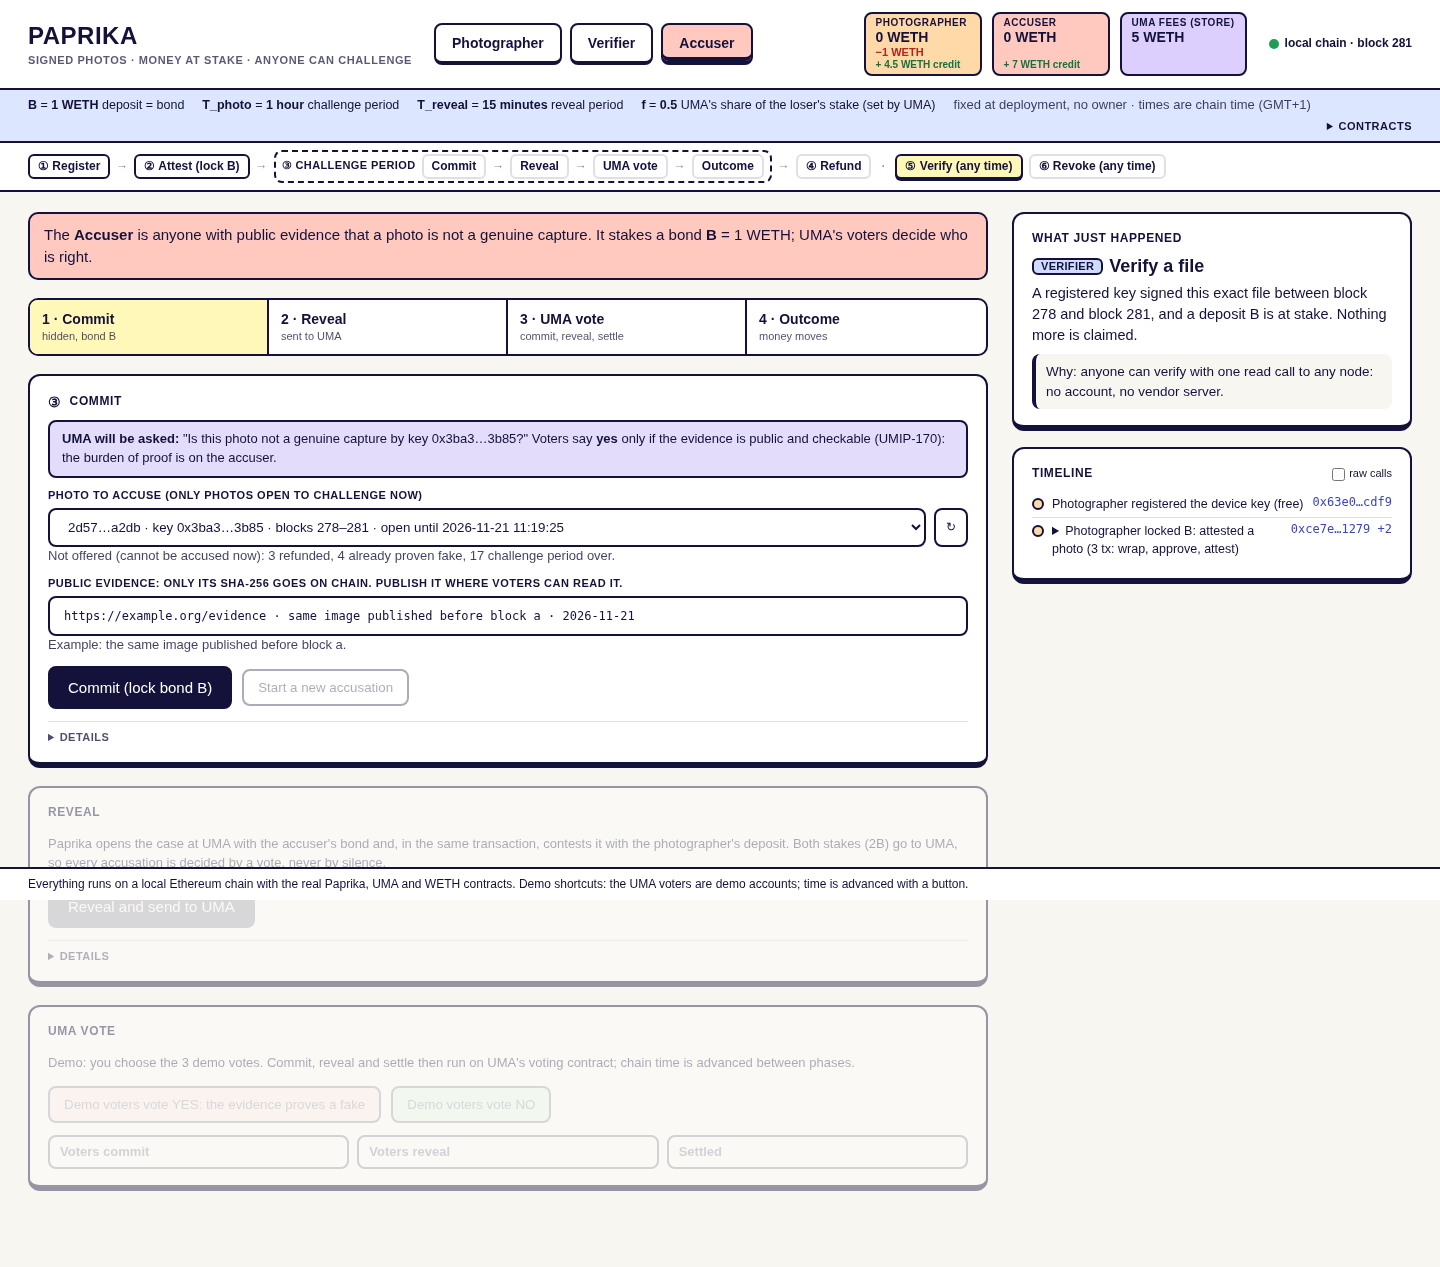 PAPRIKA
SIGNED PHOTOS · MONEY AT STAKE · ANYONE CAN CHALLENGE
Photographer
Verifier
Accuser
PHOTOGRAPHER
0 WETH
−1 WETH
+ 4.5 WETH credit
ACCUSER
0 WETH
+ 7 WETH credit
UMA FEES (STORE)
5 WETH
local chain · block 281
B = 1 WETH deposit = bond T_photo = 1 hour challenge period T_reveal = 15 minutes reveal period f = 0.5 UMA's share of the loser's stake (set by UMA) fixed at deployment, no owner · times are chain time (GMT+1)
▶ CONTRACTS
① Register → ② Attest (lock B) → ③ CHALLENGE PERIOD Commit → Reveal → UMA vote → Outcome → ④ Refund · ⑤ Verify (any time) ⑥ Revoke (any time)
The Accuser is anyone with public evidence that a photo is not a genuine capture. It stakes a bond B = 1 WETH; UMA's voters decide who
is right.
1 · Commit
hidden, bond B
2 · Reveal
sent to UMA
3 · UMA vote
commit, reveal, settle
4 · Outcome
money moves
③ COMMIT
UMA will be asked: "Is this photo not a genuine capture by key 0x3ba3…3b85?" Voters say yes only if the evidence is public and checkable (UMIP-170):
the burden of proof is on the accuser.
PHOTO TO ACCUSE (ONLY PHOTOS OPEN TO CHALLENGE NOW)
2d57…a2db · key 0x3ba3…3b85 · blocks 278–281 · open until 2026-11-21 11:19:25
↻
Not offered (cannot be accused now): 3 refunded, 4 already proven fake, 17 challenge period over.
PUBLIC EVIDENCE: ONLY ITS SHA-256 GOES ON CHAIN. PUBLISH IT WHERE VOTERS CAN READ IT.
https://example.org/evidence · same image published before block a · 2026-11-21
Example: the same image published before block a.
Commit (lock bond B)
Start a new accusation
▶ DETAILS
REVEAL
Paprika opens the case at UMA with the accuser's bond and, in the same transaction, contests it with the photographer's deposit. Both stakes (2B) go to UMA,
so every accusation is decided by a vote, never by silence.
Everything runs on a local Ethereum chain with the real Paprika, UMA and WETH contracts. Demo shortcuts: the UMA voters are demo accounts; time is advanced with a button.
Reveal and send to UMA
▶ DETAILS
UMA VOTE
Demo: you choose the 3 demo votes. Commit, reveal and settle then run on UMA's voting contract; chain time is advanced between phases.
Demo voters vote YES: the evidence proves a fake
Demo voters vote NO
Voters commit
Voters reveal
Settled
WHAT JUST HAPPENED
VERIFIER Verify a file
A registered key signed this exact file between block
278 and block 281, and a deposit B is at stake. Nothing
more is claimed.
Why: anyone can verify with one read call to any node:
no account, no vendor server.
TIMELINE
raw calls
Photographer registered the device key (free) 0x63e0…cdf9
▶ Photographer locked B: attested a 0xce7e…1279 +2
photo (3 tx: wrap, approve, attest)